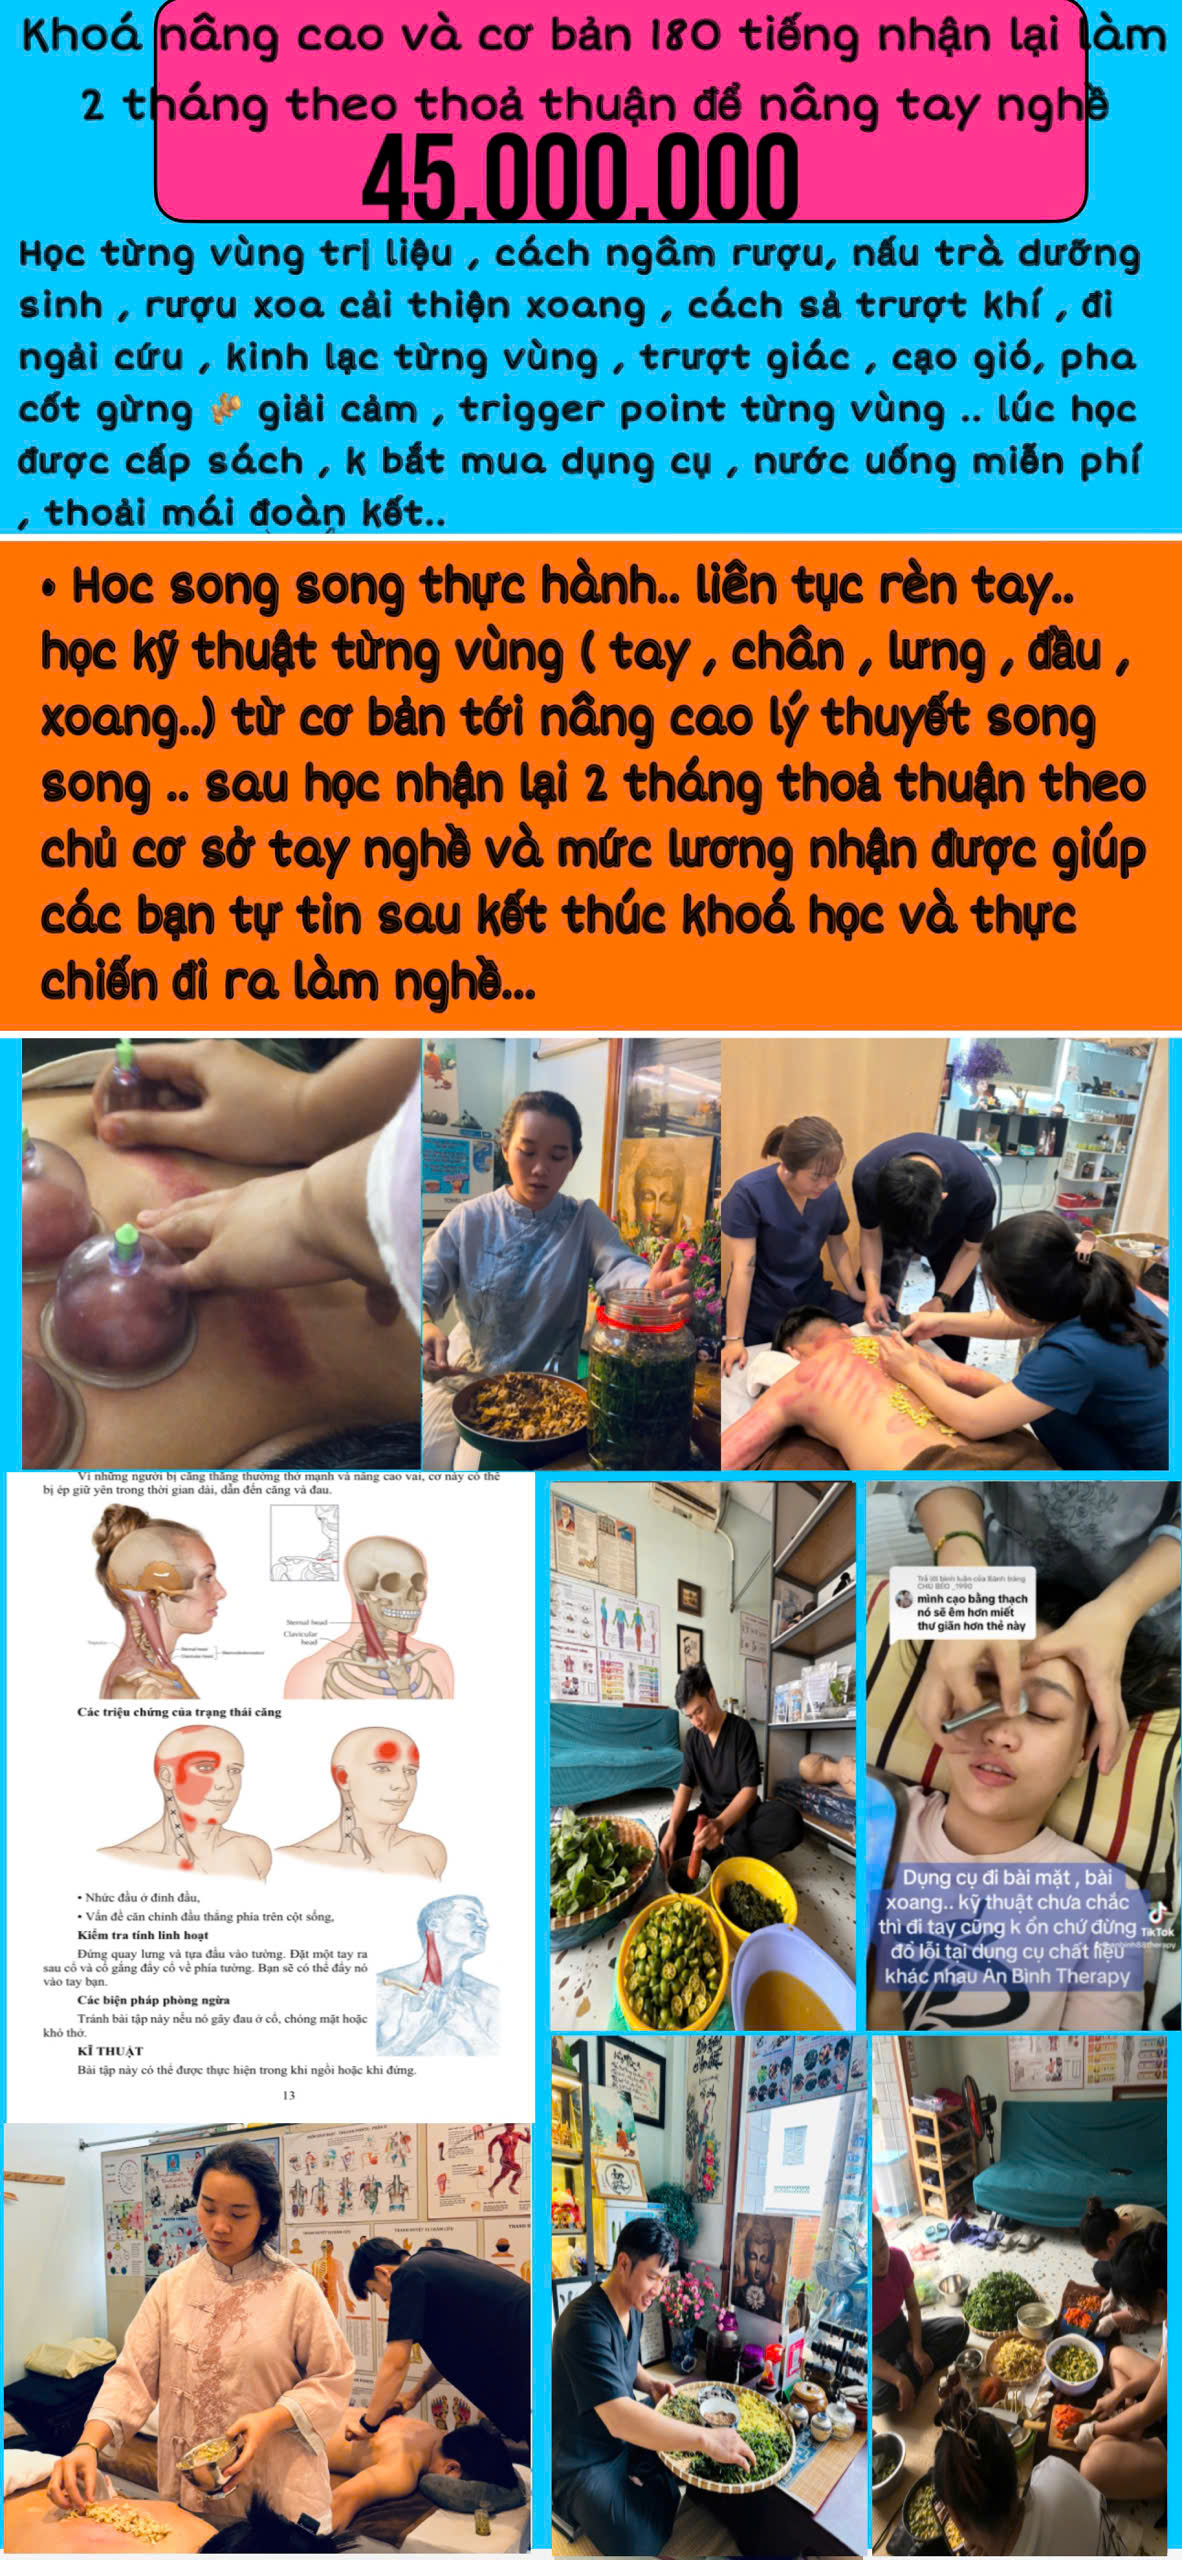 Khoá nâng cao và cơ bản 180 tiếng nhận lại làm
2 tháng theo thoả thuận để nâng tay nghề
45.000.000
Học từng vùng trị liệu , cách ngâm rượu, nấu trà dưỡng
sinh , rượu xoa cải thiện xoang , cách sả trượt khí , đi
ngải cứu , kinh lạc từng vùng , trượt giác , cạo gió, pha
cốt gừng 🫚 giải cảm , trigger point từng vùng .. lúc học
được cấp sách , k bắt mua dụng cụ , nước uống miễn phí
, thoải mái đoàn kết..
• Hoc song song thực hành.. liên tục rèn tay..
học kỹ thuật từng vùng ( tay , chân , lưng , đầu ,
xoang..) từ cơ bản tới nâng cao lý thuyết song
song .. sau học nhận lại 2 tháng thoả thuận theo
chủ cơ sở tay nghề và mức lương nhận được giúp
các bạn tự tin sau kết thúc khoá học và thực
chiến đi ra làm nghề...
Vì những người bị căng thẳng thường thở mạnh và nâng cao vai, cơ này có thể
bị ép giữ yên trong thời gian dài, dẫn đến căng và đau.
Sternal head
Clavicular
head
Các triệu chứng của trạng thái căng
• Nhức đầu ở đỉnh đầu,
• Vấn đề căn chỉnh đầu thẳng phía trên cột sống,
Kiểm tra tính linh hoạt
Đứng quay lưng và tựa đầu vào tường. Đặt một tay ra
sau cổ và cố gắng đẩy cổ về phía tường. Bạn sẽ có thể đẩy nó
vào tay bạn.
Các biện pháp phòng ngừa
Tránh bài tập này nếu nó gây đau ở cổ, chóng mặt hoặc
khó thở.
KĨ THUẬT
Bài tập này có thể được thực hiện trong khi ngồi hoặc khi đứng.
13
Trả lời bình luận của Bánh tráng
CHÚ BÉO _1990
mình cạo bằng thạch
nó sẽ êm hơn miết
thư giãn hơn thẻ này
Dụng cụ đi bài mặt , bài
xoang.. kỹ thuật chưa chắc
thì đi tay cũng k ổn chứ đừng
đổ lỗi tại dụng cụ chất liệu
khác nhau An Bình Therapy
TikTok